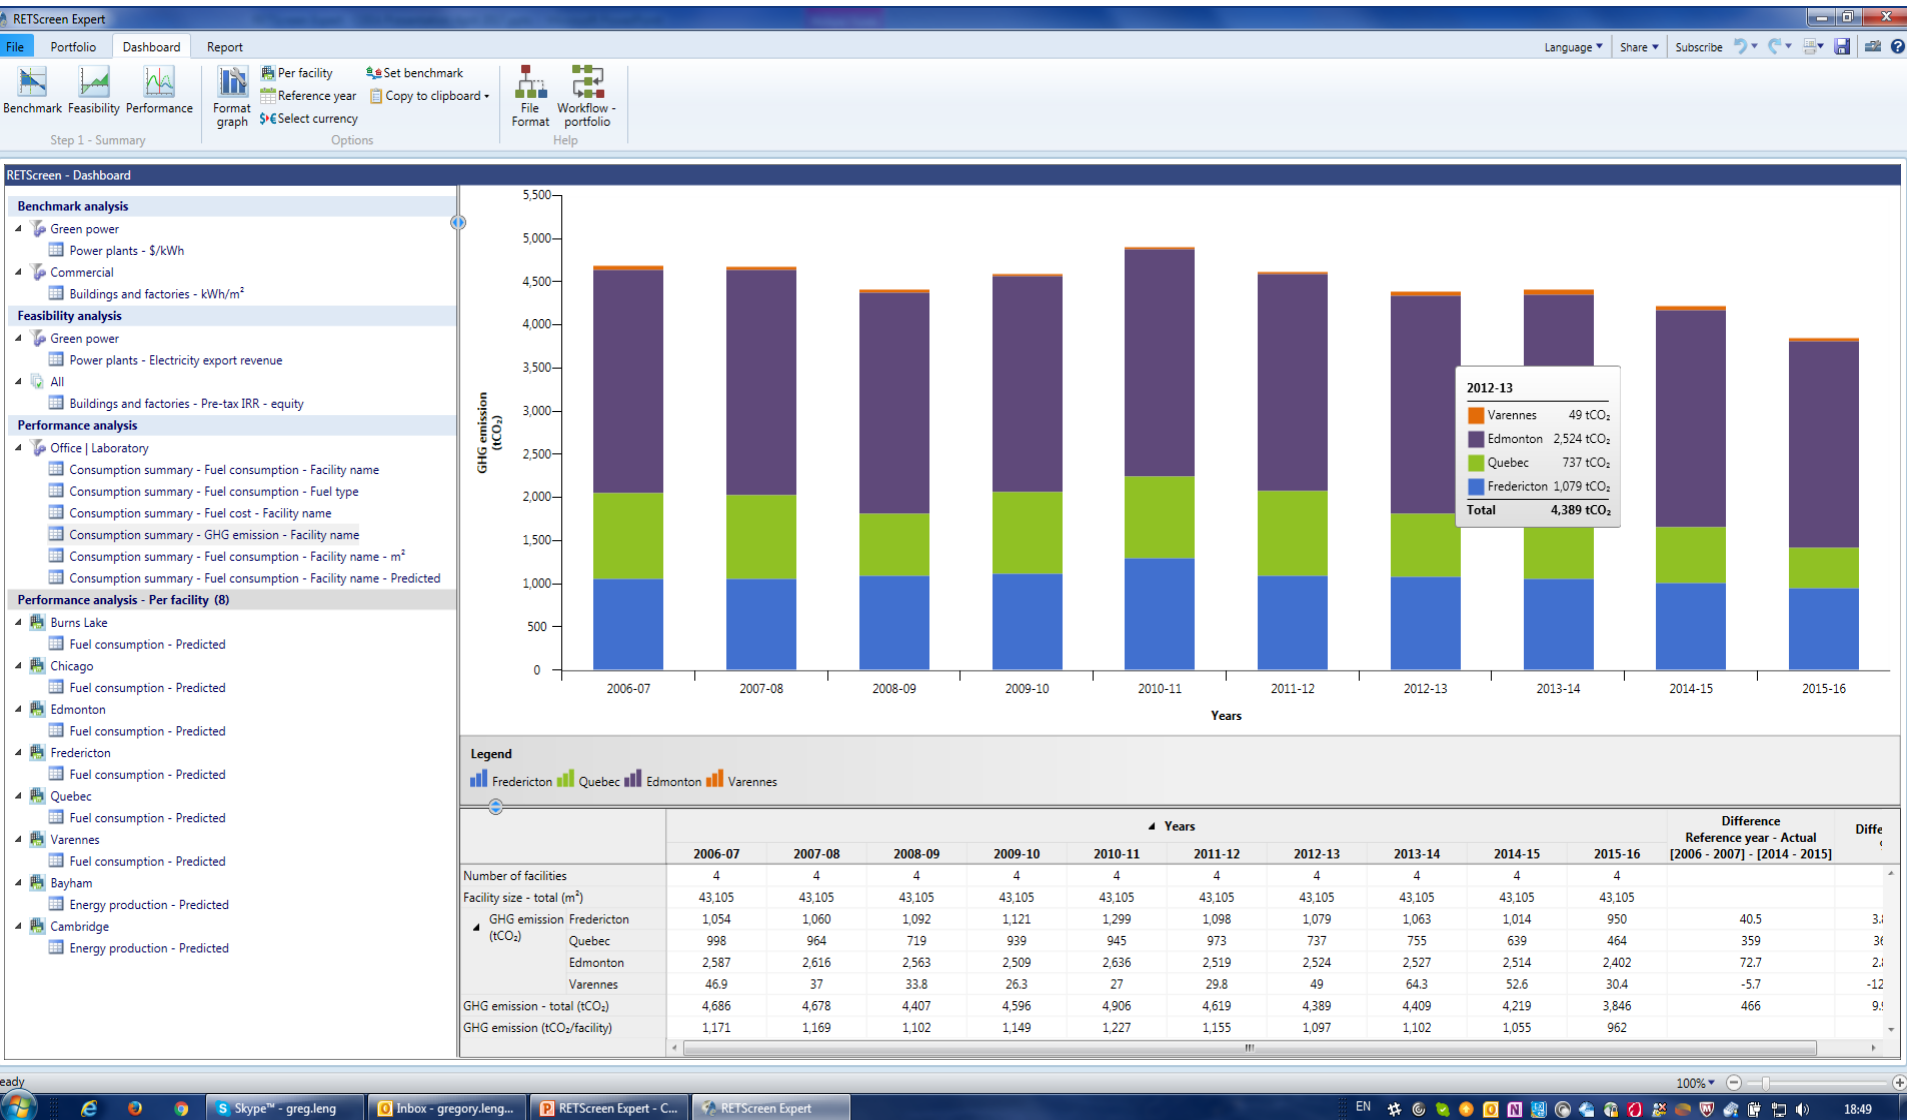 RETScreen Expert
File Portfolio Dashboard Report
Language Share Subscribe
Benchmark Feasibility Performance
Step 1 - Summary
Format graph
Per facility
Reference year
Select currency
Set benchmark
Copy to clipboard
Options
File Format
Workflow - portfolio
Help
RETScreen - Dashboard
Benchmark analysis
Green power
Power plants - $/kWh
Commercial
Buildings and factories - kWh/m²
Feasibility analysis
Green power
Power plants - Electricity export revenue
All
Buildings and factories - Pre-tax IRR - equity
Performance analysis
Office | Laboratory
Consumption summary - Fuel consumption - Facility name
Consumption summary - Fuel consumption - Fuel type
Consumption summary - Fuel cost - Facility name
Consumption summary - GHG emission - Facility name
Consumption summary - Fuel consumption - Facility name - m²
Consumption summary - Fuel consumption - Facility name - Predicted
Performance analysis - Per facility (8)
Burns Lake
Fuel consumption - Predicted
Chicago
Fuel consumption - Predicted
Edmonton
Fuel consumption - Predicted
Fredericton
Fuel consumption - Predicted
Quebec
Fuel consumption - Predicted
Varennes
Fuel consumption - Predicted
Bayham
Energy production - Predicted
Cambridge
Energy production - Predicted
5,500
5,000
4,500
4,000
3,500
3,000
2,500
2,000
1,500
1,000
500
0
GHG emission
(tCO₂)
2006-07 2007-08 2008-09 2009-10 2010-11 2011-12 2012-13 2013-14 2014-15 2015-16
Years
2012-13
Varennes 49 tCO₂
Edmonton 2,524 tCO₂
Quebec 737 tCO₂
Fredericton 1,079 tCO₂
Total 4,389 tCO₂
Legend
Fredericton Quebec Edmonton Varennes
Years
Difference
Reference year - Actual
[2006 - 2007] - [2014 - 2015]
Diffe
2006-07 2007-08 2008-09 2009-10 2010-11 2011-12 2012-13 2013-14 2014-15 2015-16
Number of facilities 4 4 4 4 4 4 4 4 4 4
Facility size - total (m²) 43,105 43,105 43,105 43,105 43,105 43,105 43,105 43,105 43,105 43,105
GHG emission (tCO₂) Fredericton 1,054 1,060 1,092 1,121 1,299 1,098 1,079 1,063 1,014 950 40.5 3.
Quebec 998 964 719 939 945 973 737 755 639 464 359 36
Edmonton 2,587 2,616 2,563 2,509 2,636 2,519 2,524 2,527 2,514 2,402 72.7 2.
Varennes 46.9 37 33.8 26.3 27 29.8 49 64.3 52.6 30.4 -5.7 -12
GHG emission - total (tCO₂) 4,686 4,678 4,407 4,596 4,906 4,619 4,389 4,409 4,219 3,846 466 9.
GHG emission (tCO₂/facility) 1,171 1,169 1,102 1,149 1,227 1,155 1,097 1,102 1,055 962
eady
100%
Skype™ - greg.leng
Inbox - gregory.leng...
RETScreen Expert - C...
RETScreen Expert
EN
18:49